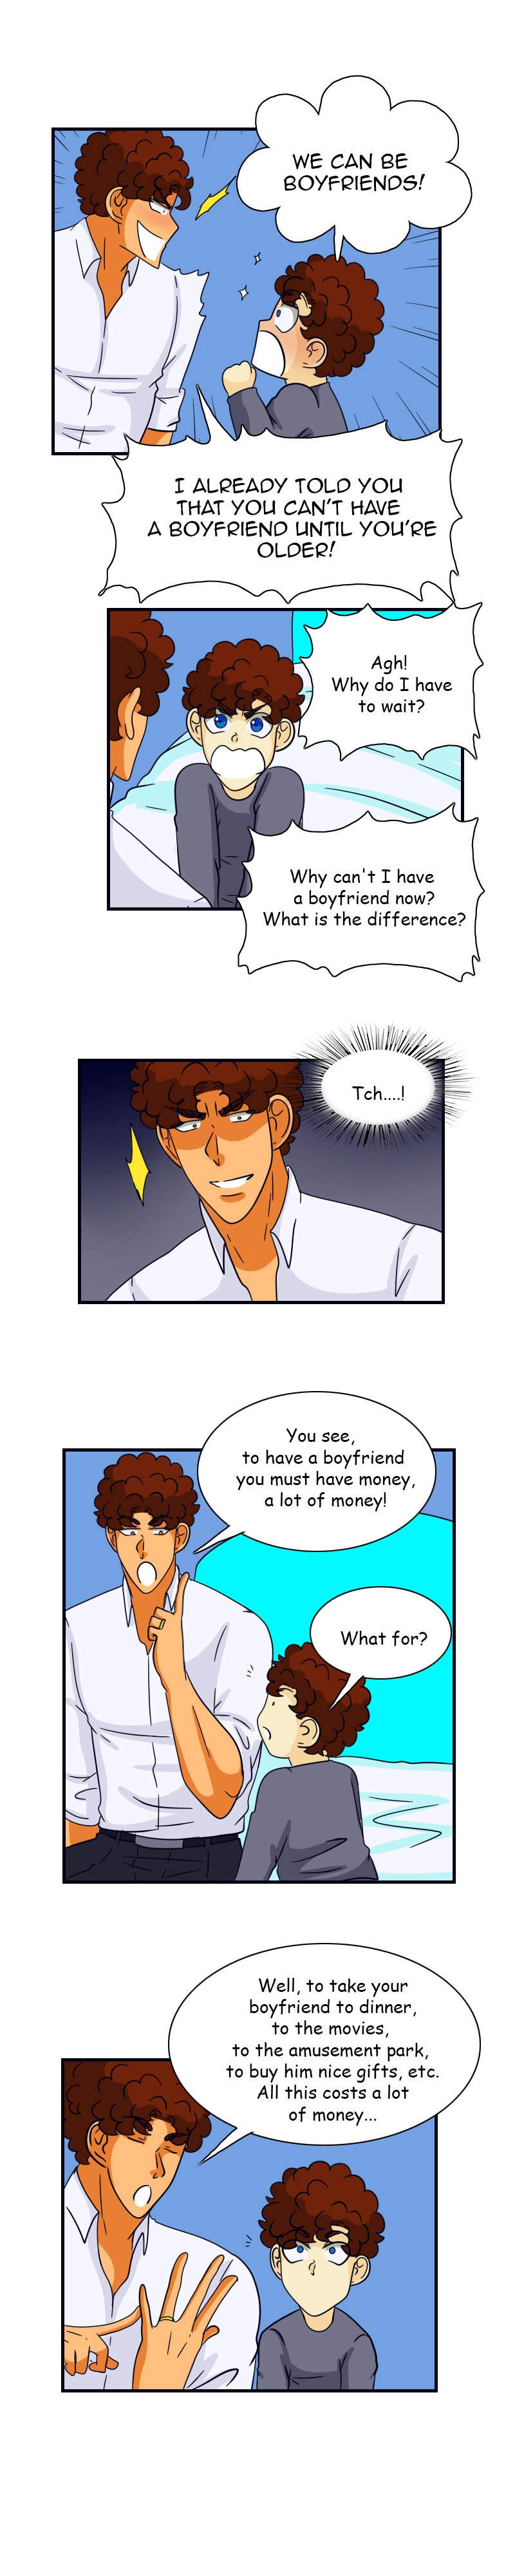 WE CAN BE
BOYFRIENDS!
I ALREADY TOLD YOU
THAT YOU CAN'T HAVE
A BOYFRIEND UNTIL YOU'RE
OLDER!
Agh!
Why do I have
to wait?
Why can't I have
a boyfriend now?
What is the difference?
Tch....!
You see,
to have a boyfriend
you must have money,
a lot of money!
What for?
Well, to take your
boyfriend to dinner,
to the movies,
to the amusement park,
to buy him nice gifts, etc.
All this costs a lot
of money...